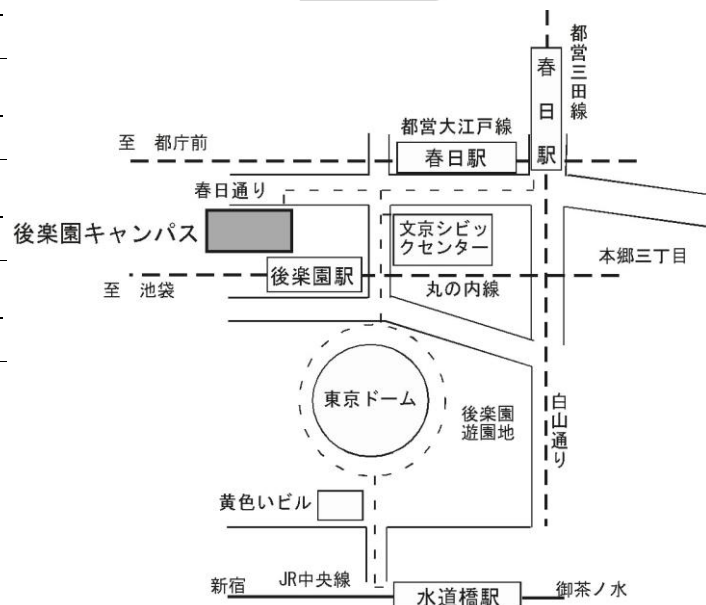 都営三田線
春日駅
都営大江戸線
至 都庁前
春日駅
春日通り
後楽園キャンパス
文京シビッ
クセンター
本郷三丁目
後楽園駅
至 池袋
丸の内線
東京ドーム
後楽園
遊園地
白山通り
黄色いビル
新宿
JR中央線
水道橋駅
御茶ノ水